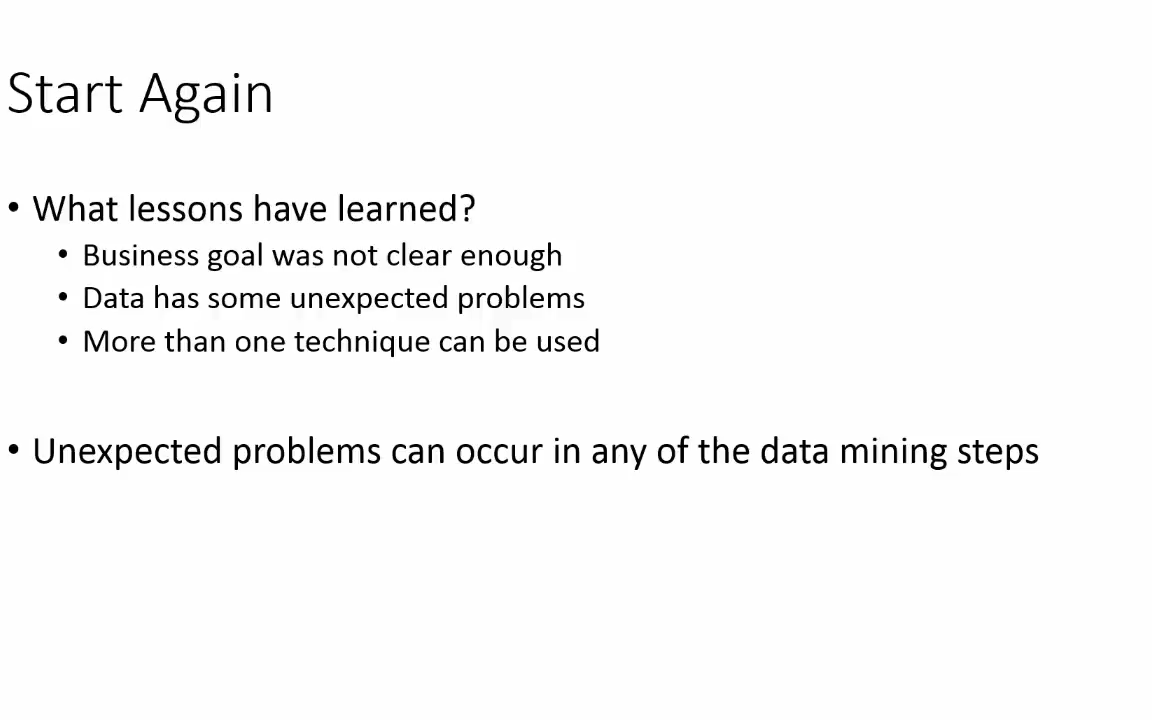 Start Again
• What lessons have learned?
• Business goal was not clear enough
• Data has some unexpected problems
• More than one technique can be used
• Unexpected problems can occur in any of the data mining steps